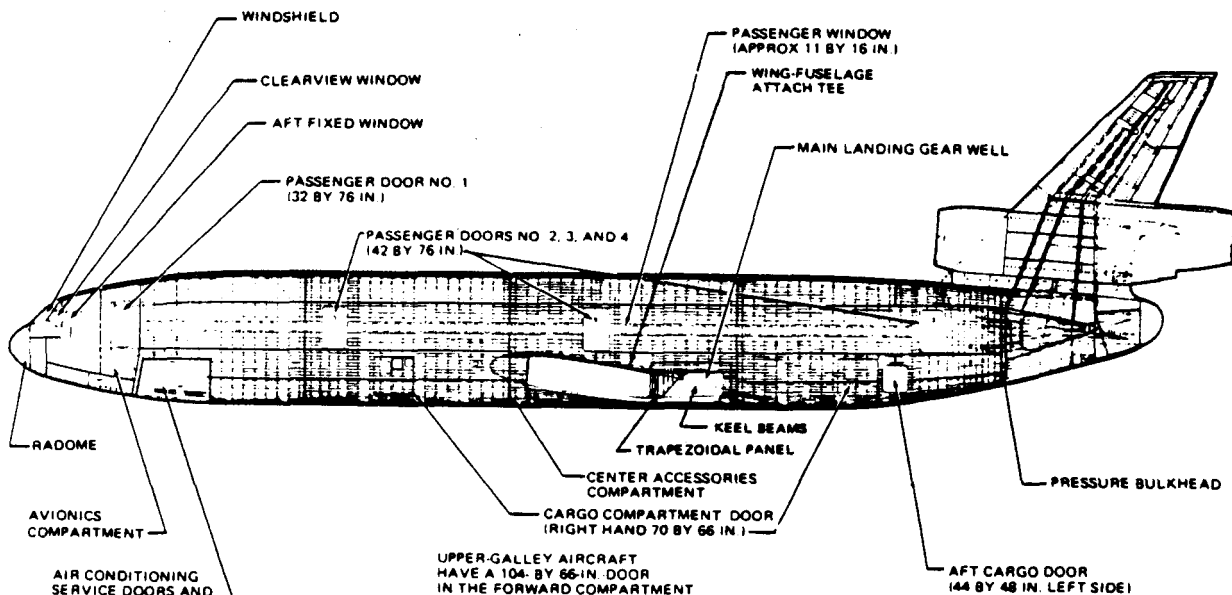 WINDSHIELD
CLEARVIEW WINDOW
AFT FIXED WINDOW
PASSENGER DOOR NO. 1
(32 BY 76 IN.)
PASSENGER DOORS NO. 2, 3, AND 4
(42 BY 76 IN.)
PASSENGER WINDOW
(APPROX 11 BY 16 IN.)
WING-FUSELAGE
ATTACH TEE
MAIN LANDING GEAR WELL
KEEL BEAMS
TRAPEZOIDAL PANEL
RADOME
CENTER ACCESSORIES
COMPARTMENT
PRESSURE BULKHEAD
AVIONICS
COMPARTMENT
CARGO COMPARTMENT DOOR
(RIGHT HAND 70 BY 66 IN.)
UPPER-GALLEY AIRCRAFT
HAVE A 104- BY 66-IN. DOOR
IN THE FORWARD COMPARTMENT
AFT CARGO DOOR
(44 BY 48 IN. LEFT SIDE)
AIR CONDITIONING
SERVICE DOORS AND